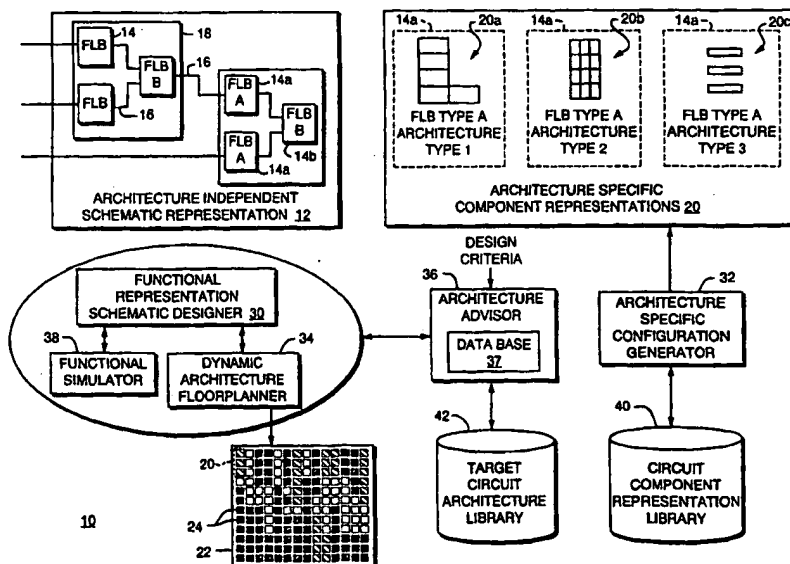 14
18
FLB
FLB
B
16
14a
FLB
16
FLB
A
FLB
B
FLB
A
14b
14a
ARCHITECTURE INDEPENDENT
SCHEMATIC REPRESENTATION 12
14a
20a
FLB TYPE A
ARCHITECTURE
TYPE 1
14a
20b
FLB TYPE A
ARCHITECTURE
TYPE 2
14a
20c
FLB TYPE A
ARCHITECTURE
TYPE 3
ARCHITECTURE SPECIFIC
COMPONENT REPRESENTATIONS 20
FUNCTIONAL
REPRESENTATION
SCHEMATIC DESIGNER 30
38
FUNCTIONAL
SIMULATOR
34
DYNAMIC
ARCHITECTURE
FLOORPLANNER
DESIGN
CRITERIA
36
ARCHITECTURE
ADVISOR
DATA BASE
37
32
ARCHITECTURE
SPECIFIC
CONFIGURATION
GENERATOR
42
TARGET
CIRCUIT
ARCHITECTURE
LIBRARY
40
CIRCUIT
COMPONENT
REPRESENTATION
LIBRARY
20
24
22
10